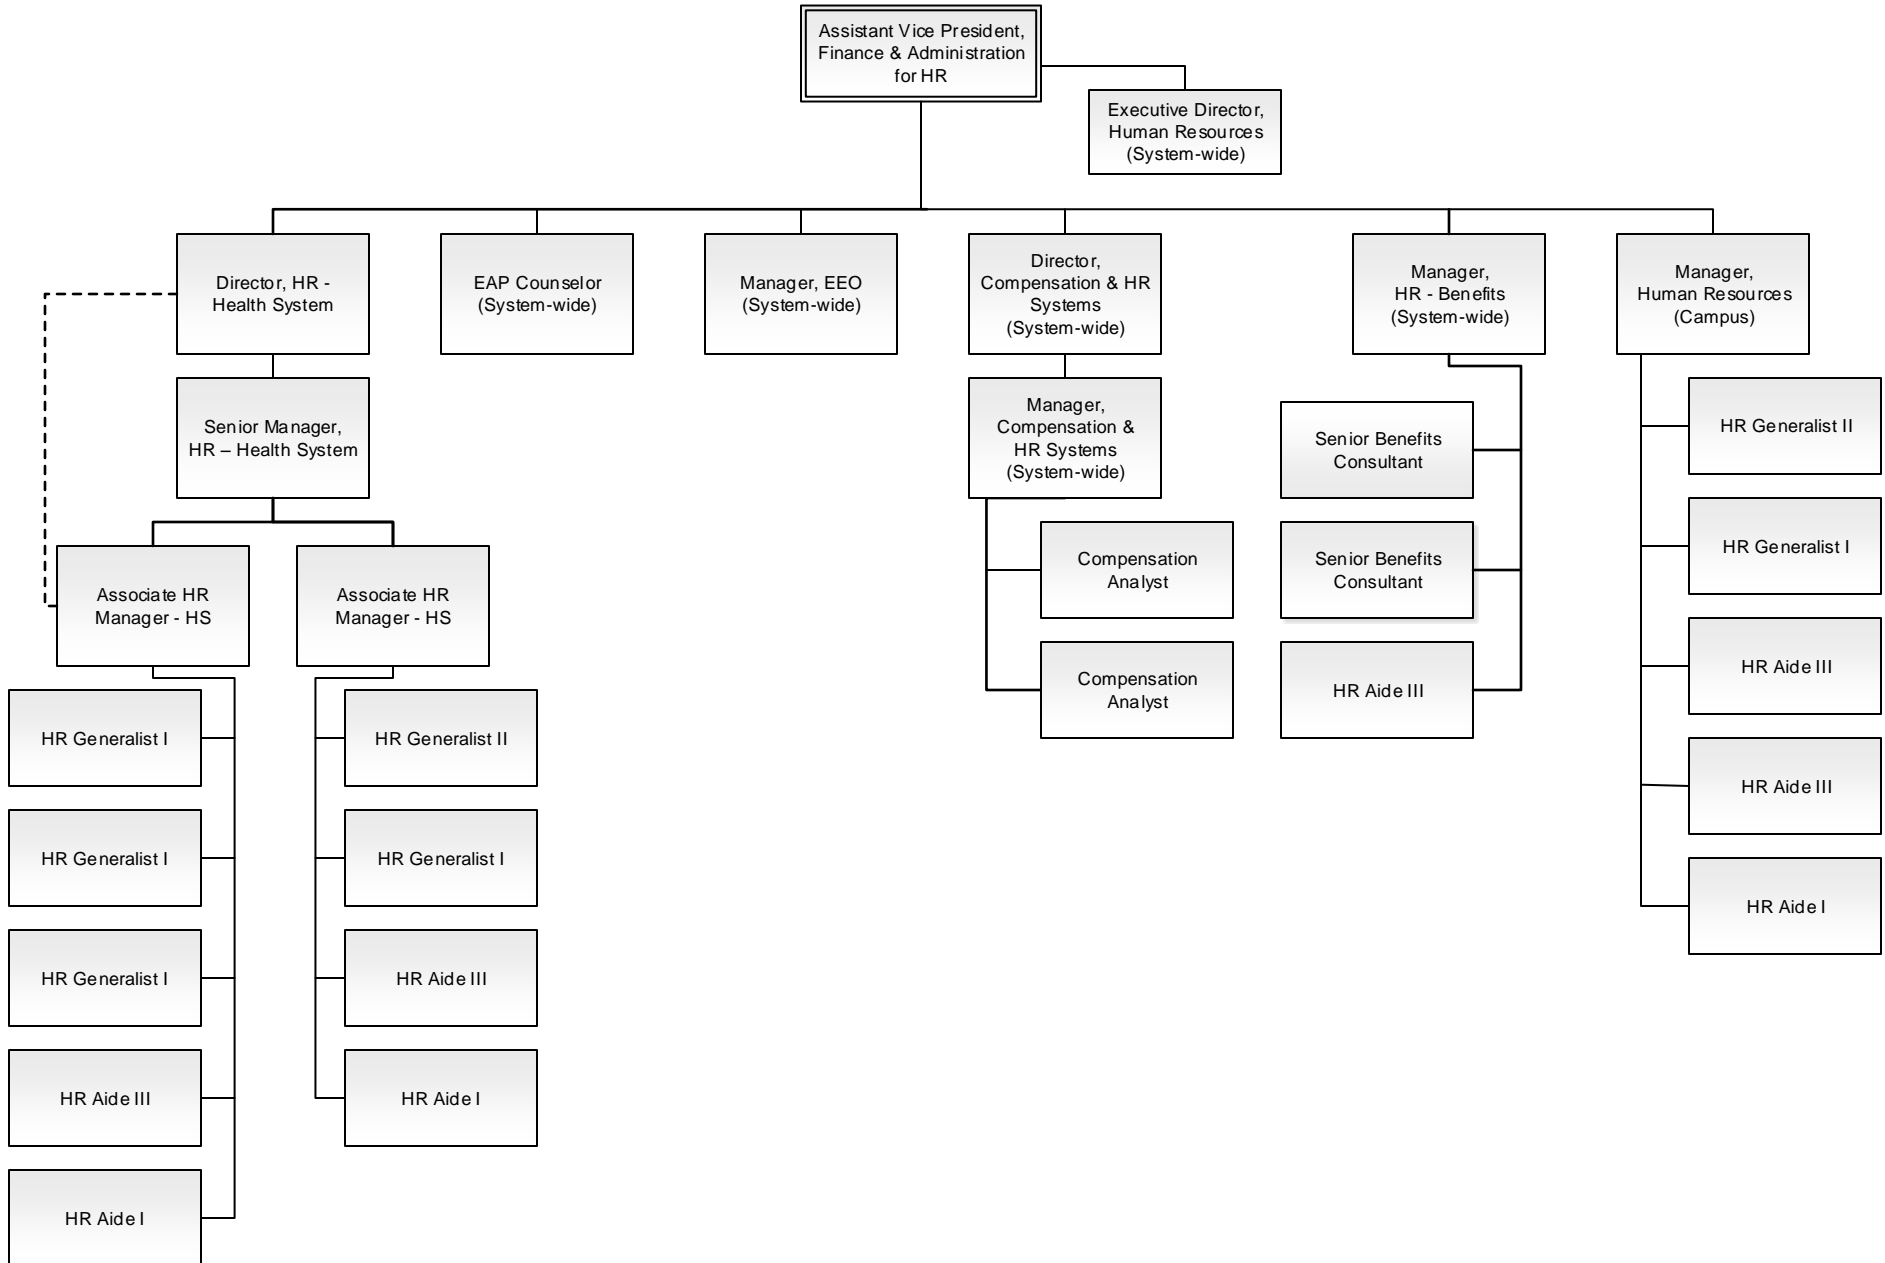 Assistant Vice President,
Finance & Administration
for HR
Executive Director,
Human Resources
(System-wide)
Director, HR -
Health System
EAP Counselor
(System-wide)
Manager, EEO
(System-wide)
Director,
Compensation & HR
Systems
(System-wide)
Manager,
HR - Benefits
(System-wide)
Manager,
Human Resources
(Campus)
Senior Manager,
HR – Health System
Associate HR
Manager - HS
Associate HR
Manager - HS
HR Generalist I
HR Generalist I
HR Generalist I
HR Aide III
HR Aide I
HR Generalist II
HR Generalist I
HR Aide III
HR Aide I
Manager,
Compensation &
HR Systems
(System-wide)
Compensation
Analyst
Compensation
Analyst
Senior Benefits
Consultant
Senior Benefits
Consultant
HR Aide III
HR Generalist II
HR Generalist I
HR Aide III
HR Aide III
HR Aide I